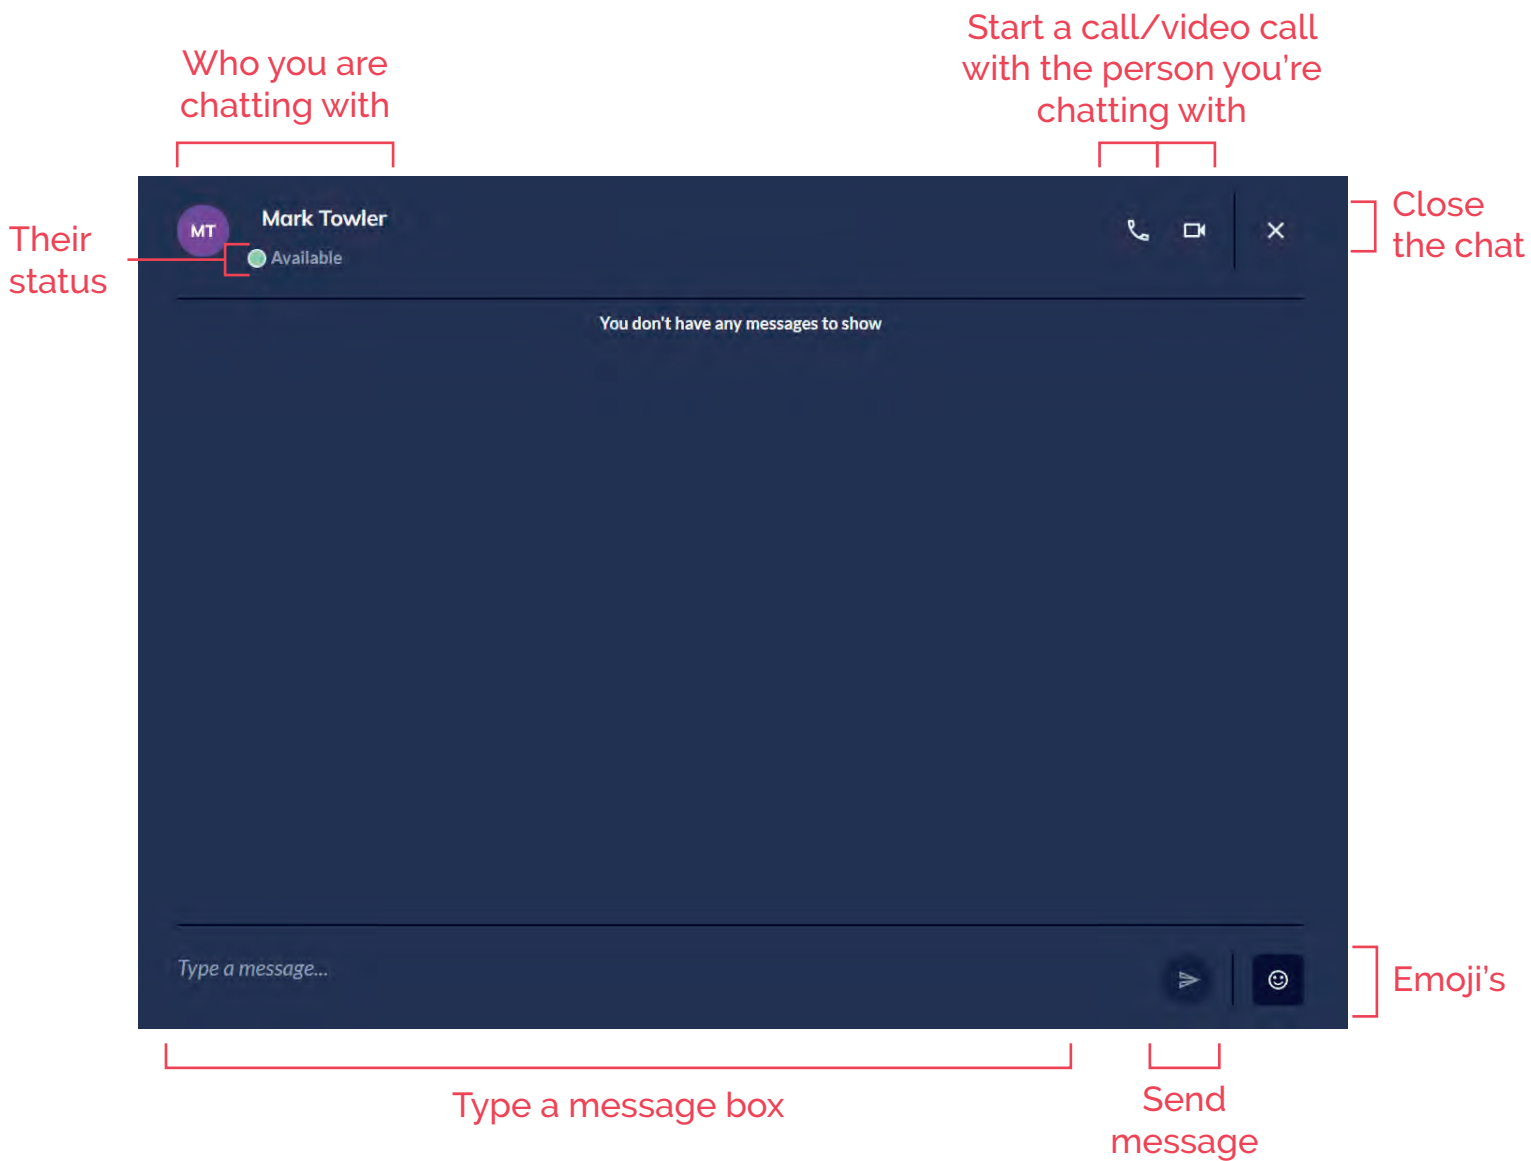 Who you are
chatting with
Start a call/video call
with the person you're
chatting with
Their
status
MT
Mark Towler
Available
Close
the chat
You don't have any messages to show
Type a message...
Emoji's
Type a message box
Send
message